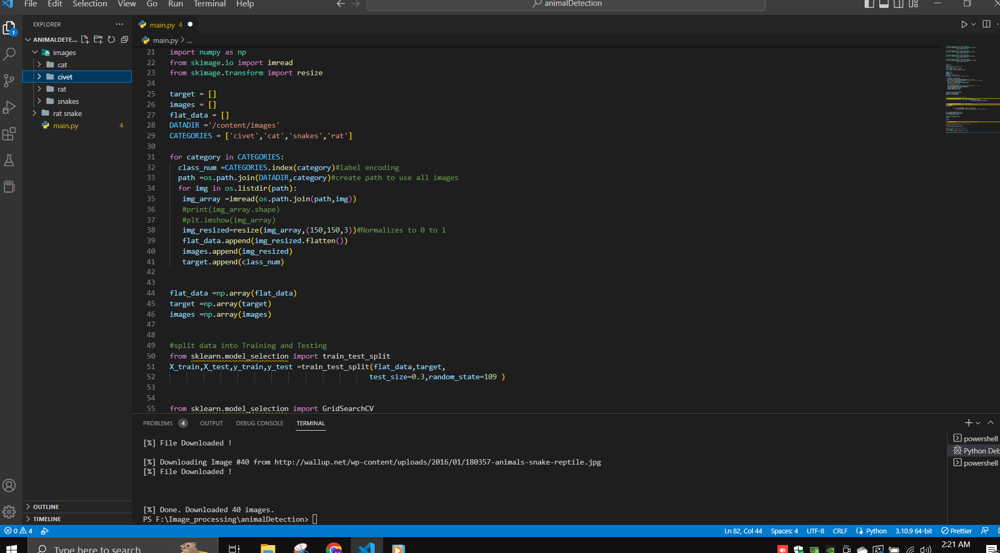 File Edit Selection View Go Run Terminal Help
animalDetection
EXPLORER
main.py 4
ANIMALDETE...
main.py > ...
images
cat
civet
rat
snakes
rat snake
main.py 4
21 import numpy as np
22 from skimage.io import imread
23 from skimage.transform import resize
24
25 target = []
26 images = []
27 flat_data = []
28 DATADIR ='/content/images'
29 CATEGORIES = ['civet','cat','snakes','rat']
30
31 for category in CATEGORIES:
32 class_num =CATEGORIES.index(category)#label encoding
33 path =os.path.join(DATADIR,category)#create path to use all images
34 for img in os.listdir(path):
35 img_array =imread(os.path.join(path,img))
36 #print(img_array.shape)
37 #plt.imshow(img_array)
38 img_resized=resize(img_array,(150,150,3))#Normalizes to 0 to 1
39 flat_data.append(img_resized.flatten())
40 images.append(img_resized)
41 target.append(class_num)
42
43
44 flat_data =np.array(flat_data)
45 target =np.array(target)
46 images =np.array(images)
47
48
49 #split data into Training and Testing
50 from sklearn.model_selection import train_test_split
51 X_train,X_test,y_train,y_test =train_test_split(flat_data,target,
52 test_size=0.3,random_state=109 )
53
54
55 from sklearn.model_selection import GridSearchCV
PROBLEMS 4 OUTPUT DEBUG CONSOLE TERMINAL
[%] File Downloaded !
[%] Downloading Image #40 from http://wallup.net/wp-content/uploads/2016/01/180357-animals-snake-reptile.jpg
[%] File Downloaded !
[%] Done. Downloaded 40 images.
PS F:\Image_processing\animalDetection>
powershell
Python Deb
powershell
OUTLINE
TIMELINE
0 4 Ln 82, Col 44 Spaces: 4 UTF-8 CRLF Python 3.10.9 64-bit Prettier
Type here to search
2:21 AM